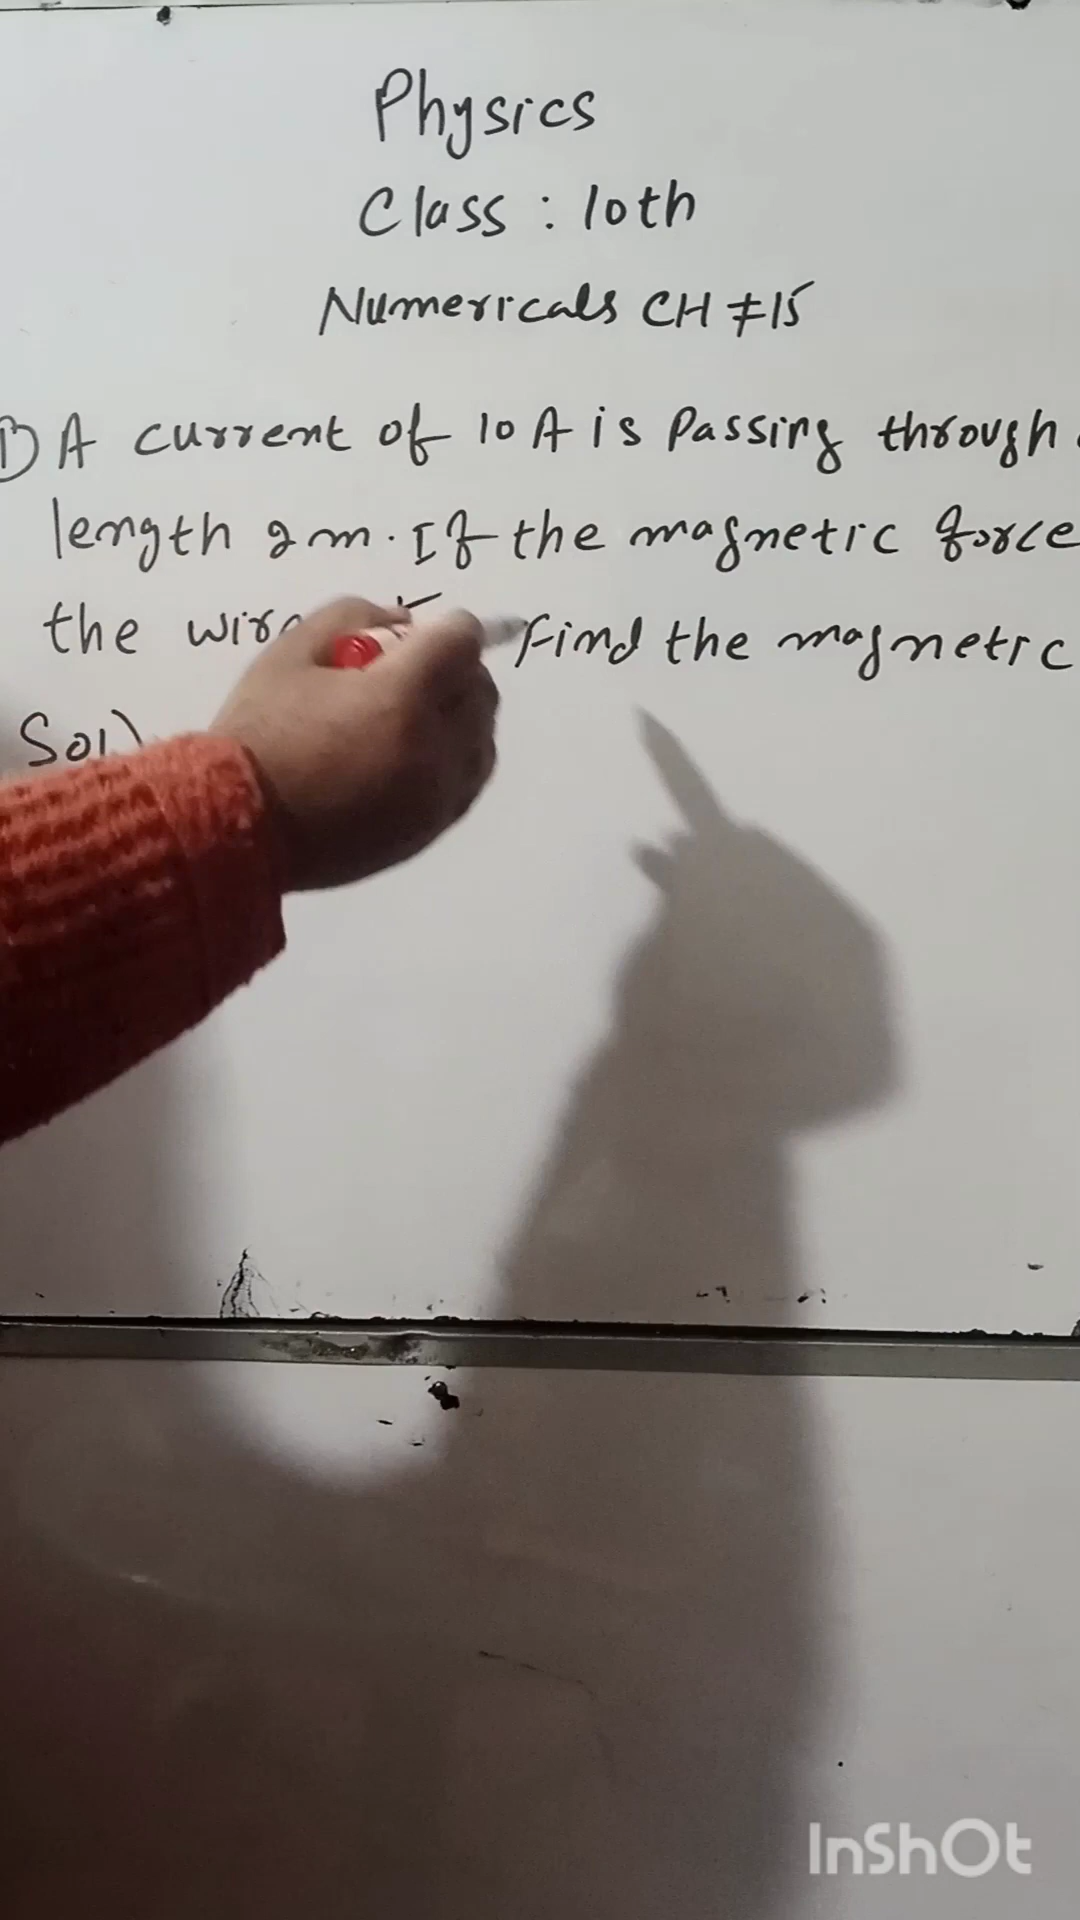 Physics
Class : 10th
Numericals CH # 15
1) A current of 10 A is Passing through
length 2 m. If the magnetic force
the find the magnetic
Sol)
InShOt